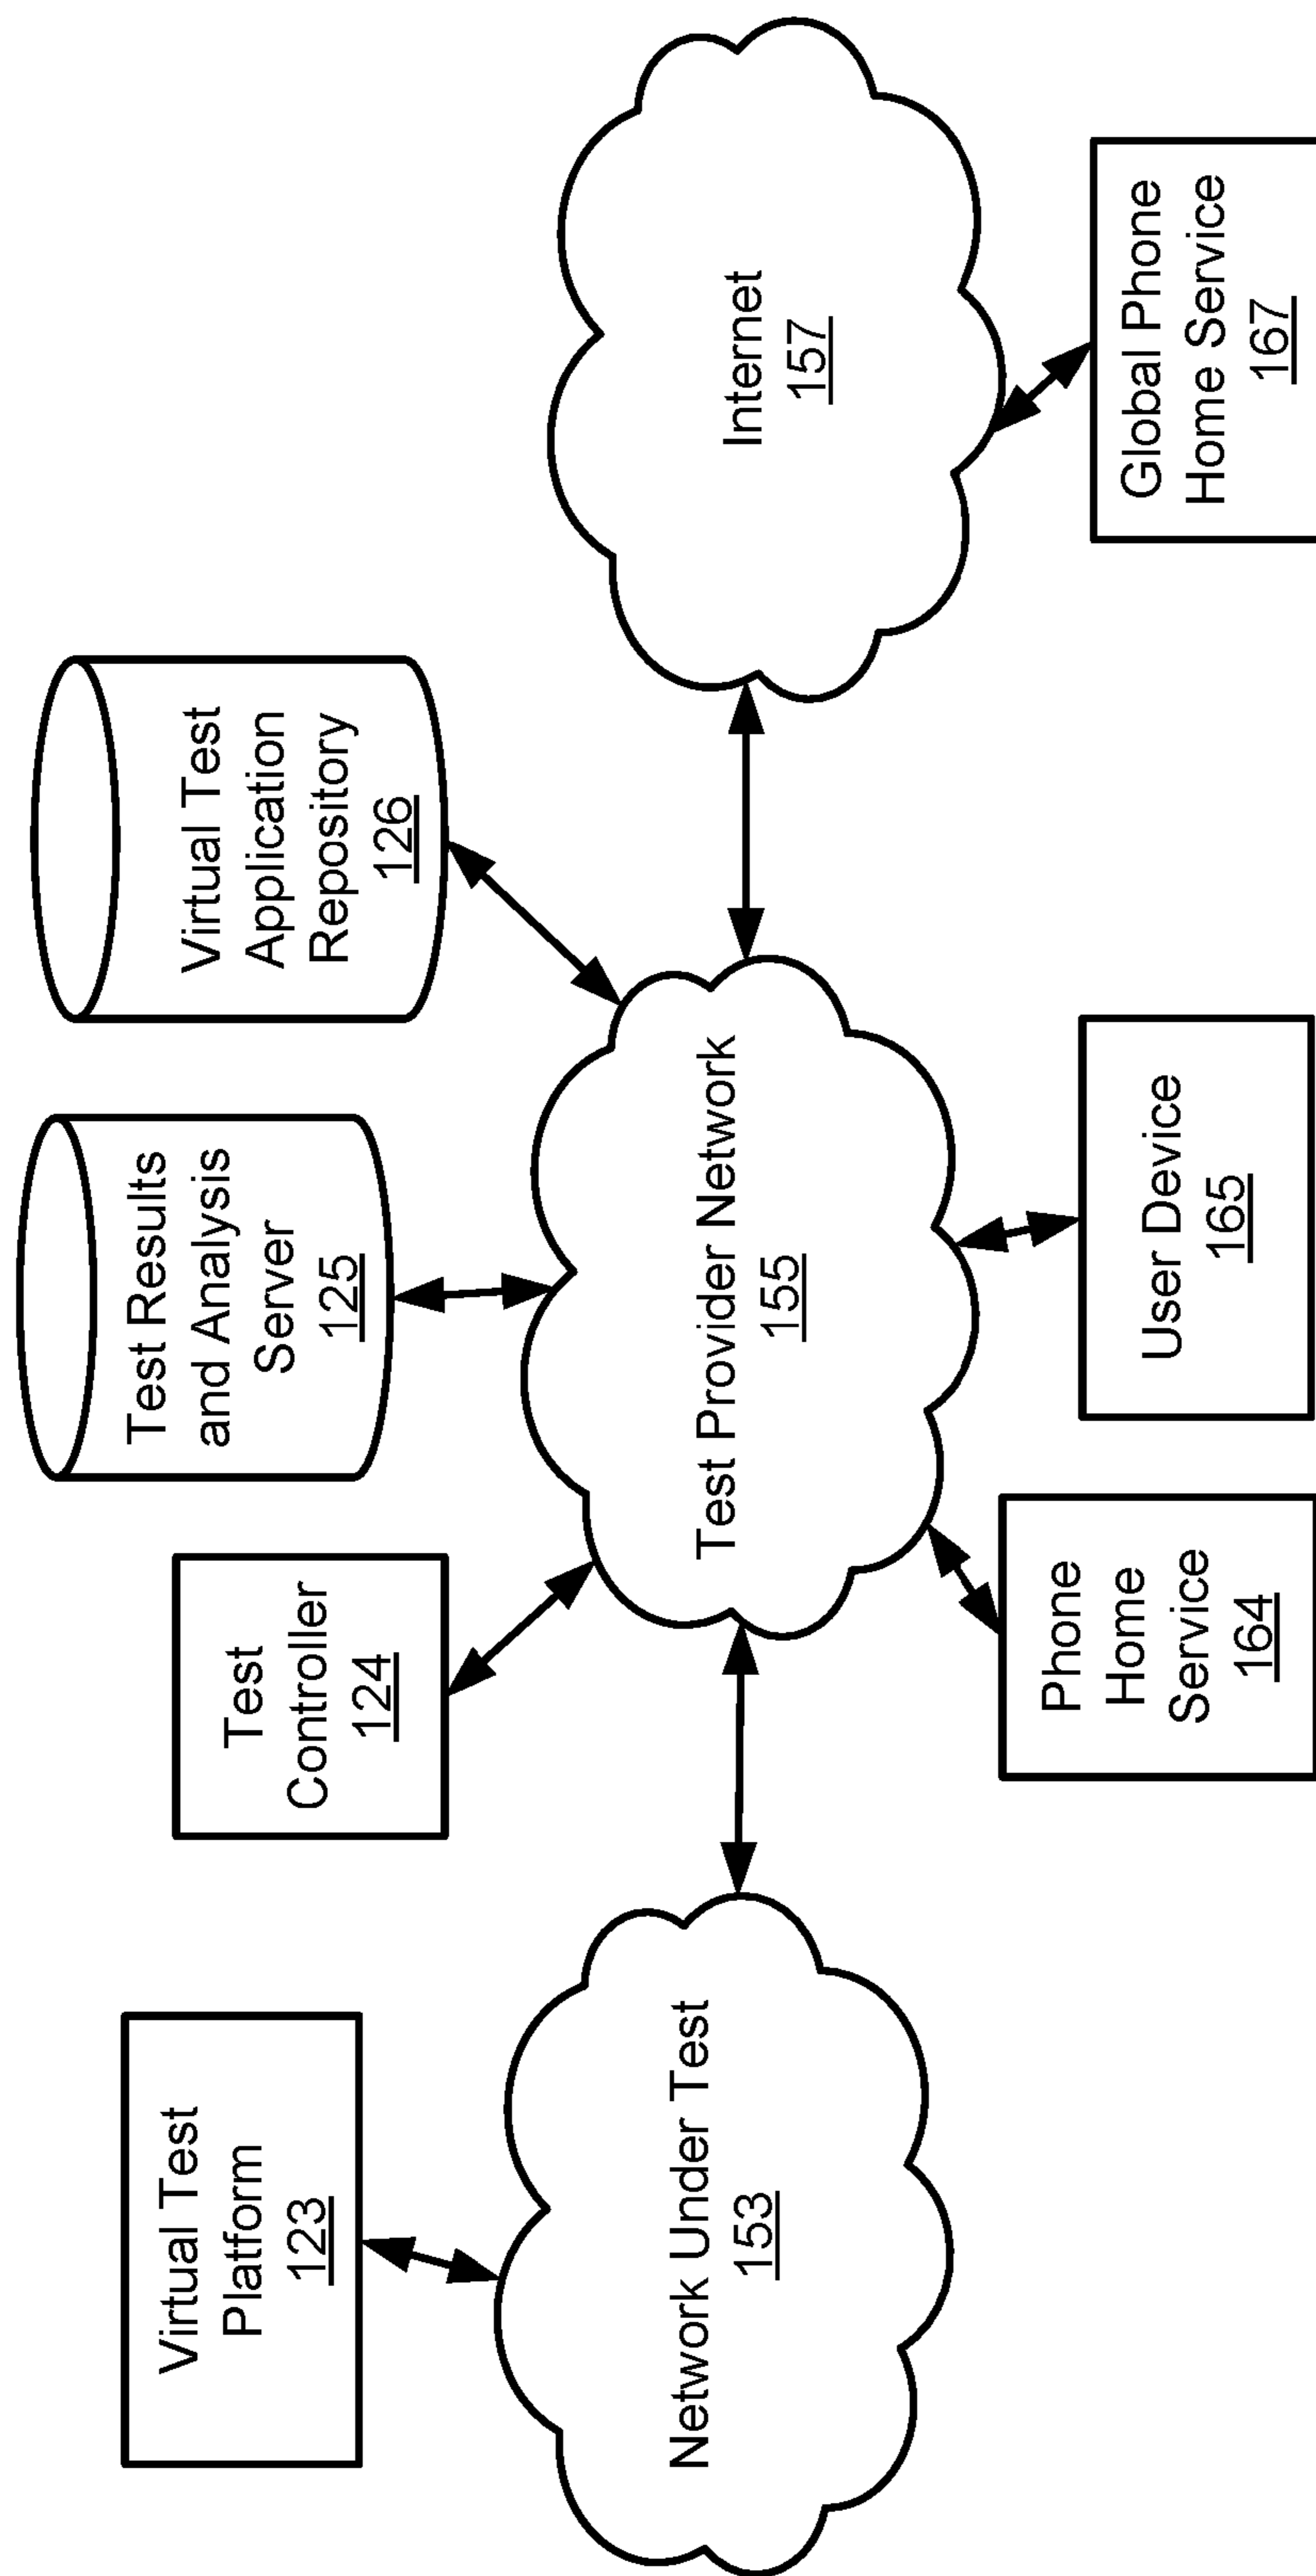 Virtual Test
Platform
123
Test
Controller
124
Test Results
and Analysis
Server
125
Virtual Test
Application
Repository
126
Network Under Test
153
Test Provider Network
155
Internet
157
Phone
Home
Service
164
User Device
165
Global Phone
Home Service
167